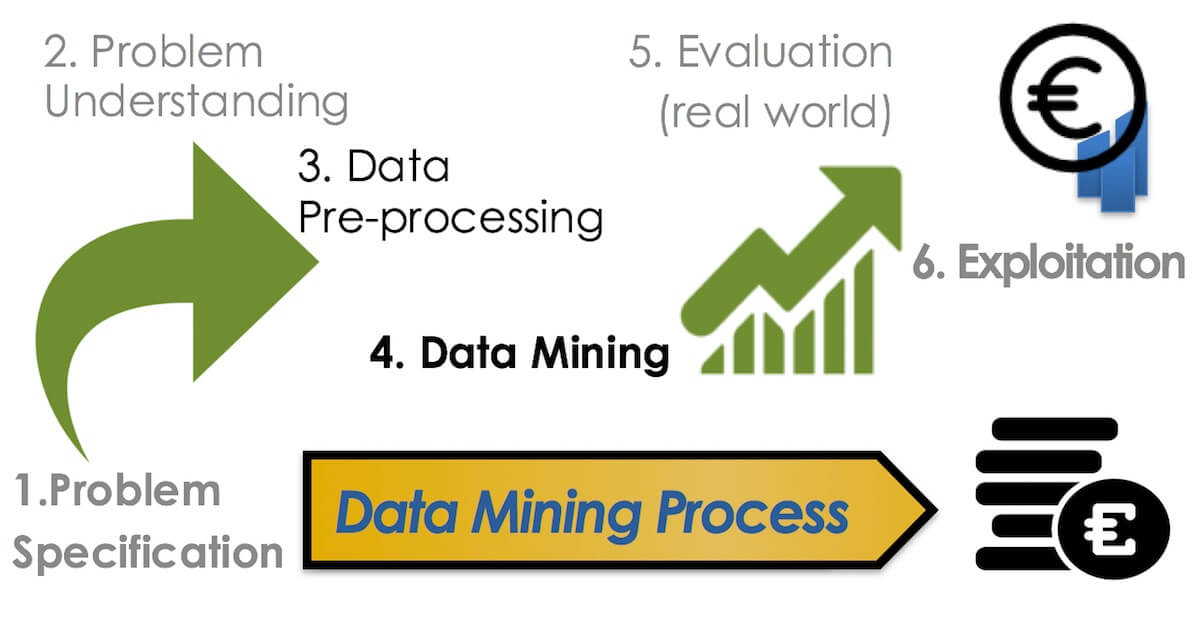 1.Problem
Specification
2. Problem
Understanding
3. Data
Pre-processing
4. Data Mining
5. Evaluation
(real world)
6. Exploitation
Data Mining Process
€
€